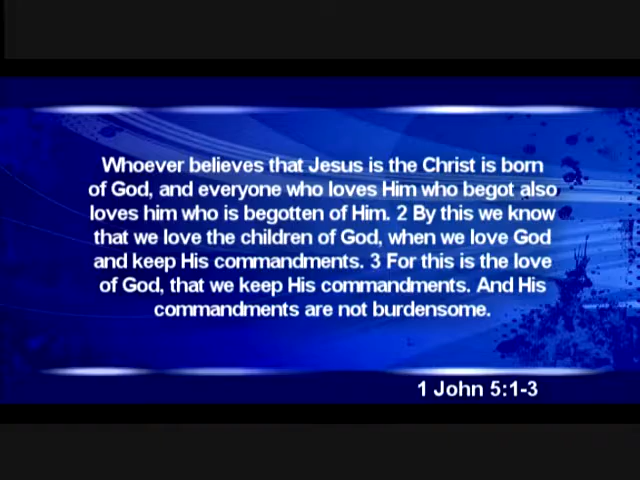 Whoever believes that Jesus is the Christ is born
of God, and everyone who loves Him who begot also
loves him who is begotten of Him. 2 By this we know
that we love the children of God, when we love God
and keep His commandments. 3 For this is the love
of God, that we keep His commandments. And His
commandments are not burdensome.
1 John 5:1-3